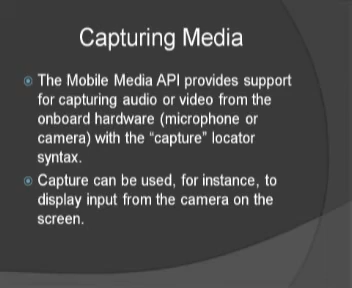 Capturing Media
The Mobile Media API provides support
for capturing audio or video from the
onboard hardware (microphone or
camera) with the “capture” locator
syntax.
Capture can be used, for instance, to
display input from the camera on the
screen.